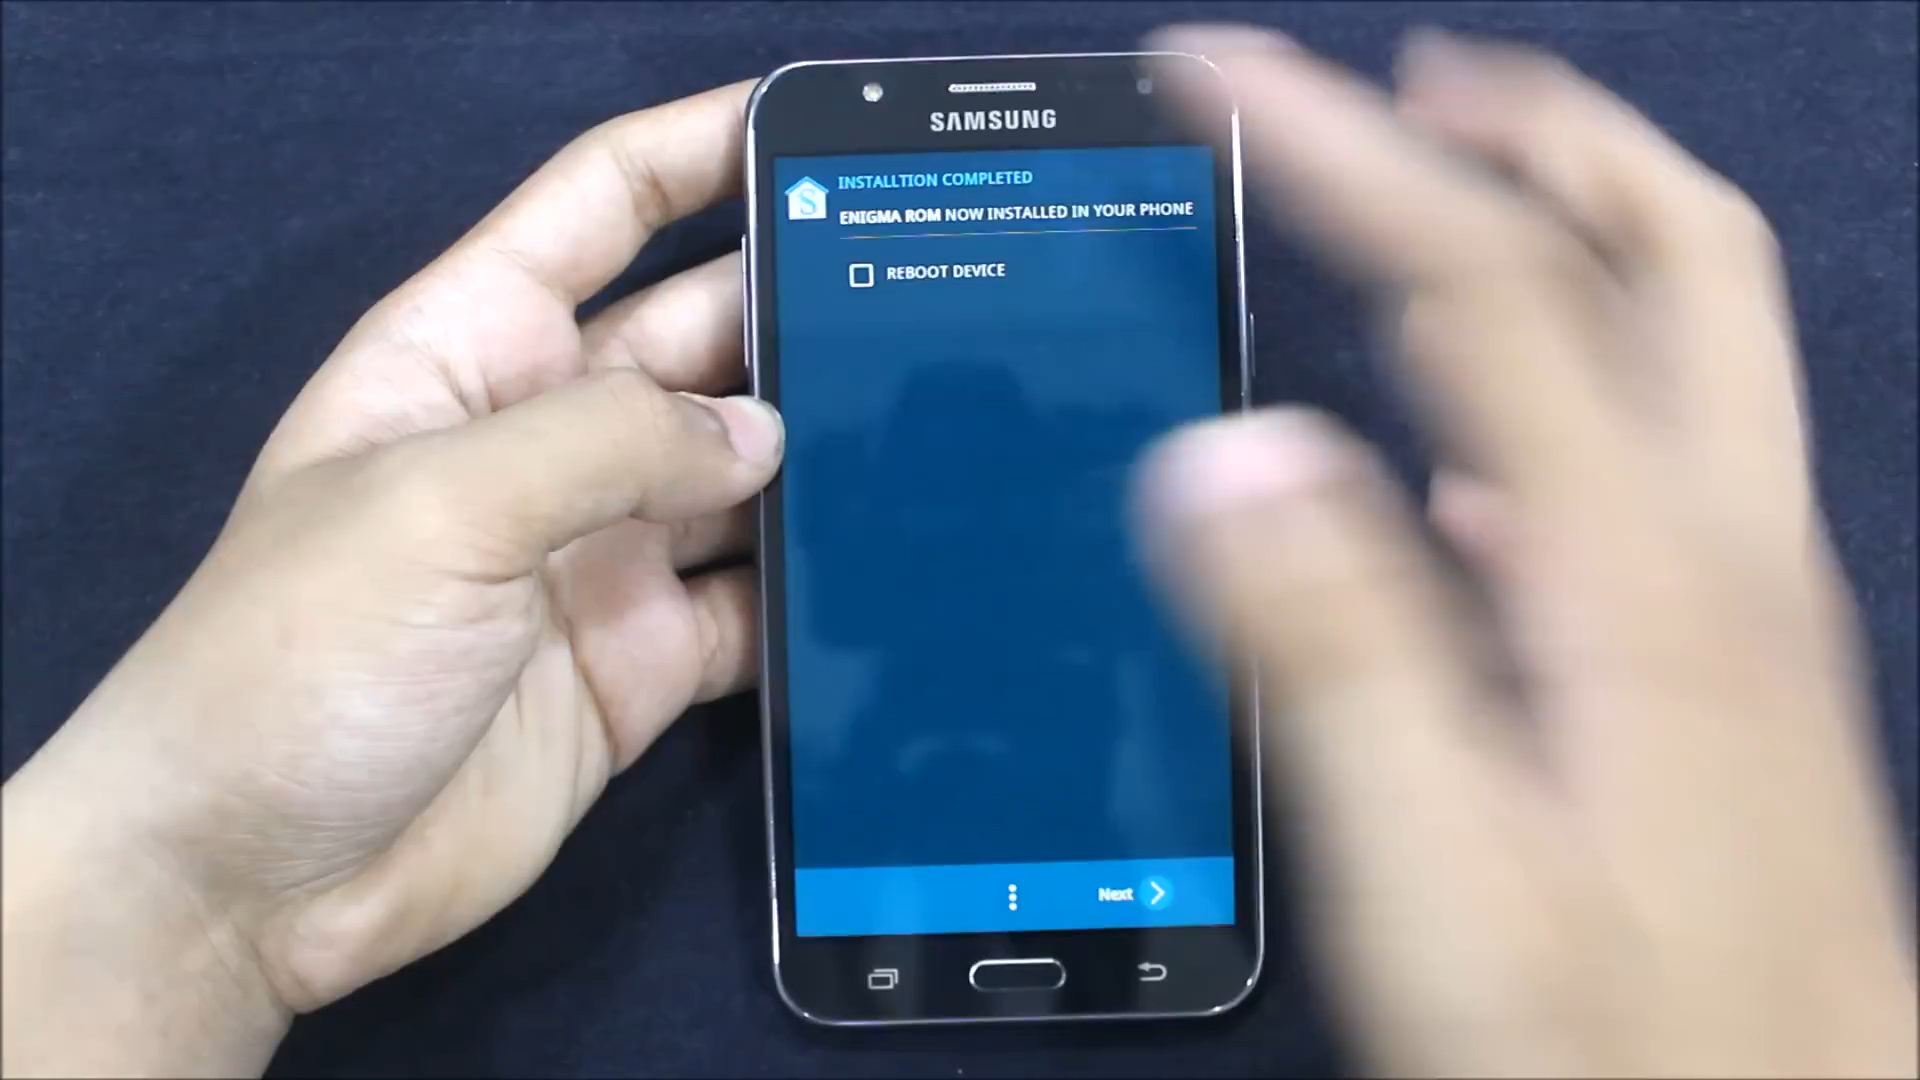 SAMSUNG
INSTALLTION COMPLETED
ENIGMA ROM NOW INSTALLED IN YOUR PHONE
REBOOT DEVICE
Next